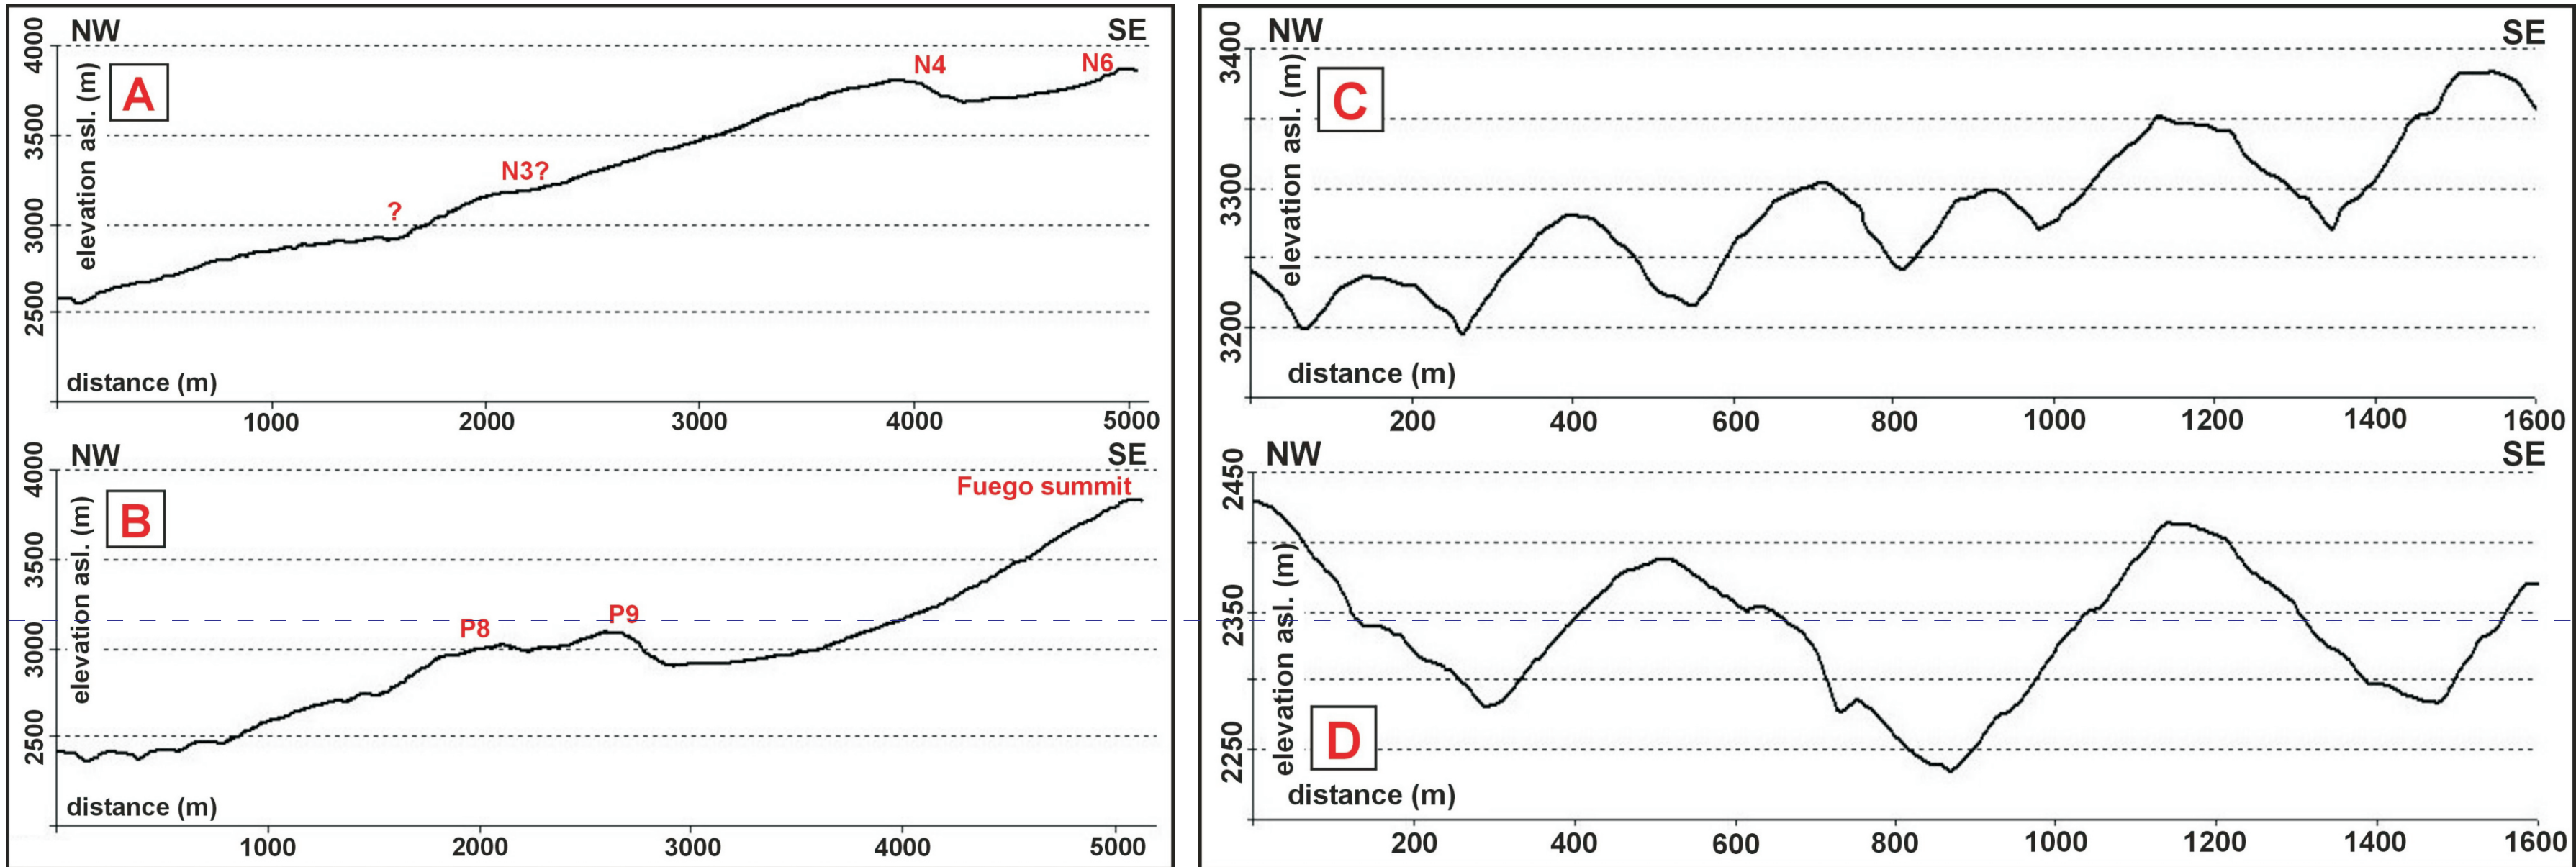 NW
SE
A
elevation asl. (m)
4000
3500
3000
2500
?
N3?
N4
N6
distance (m)
1000 2000 3000 4000 5000
NW
SE
B
elevation asl. (m)
4000
3500
3000
2500
P8
P9
Fuego summit
distance (m)
1000 2000 3000 4000 5000
NW
SE
C
elevation asl. (m)
3400
3300
3200
distance (m)
200 400 600 800 1000 1200 1400 1600
NW
SE
D
elevation asl. (m)
2450
2350
2250
distance (m)
200 400 600 800 1000 1200 1400 1600